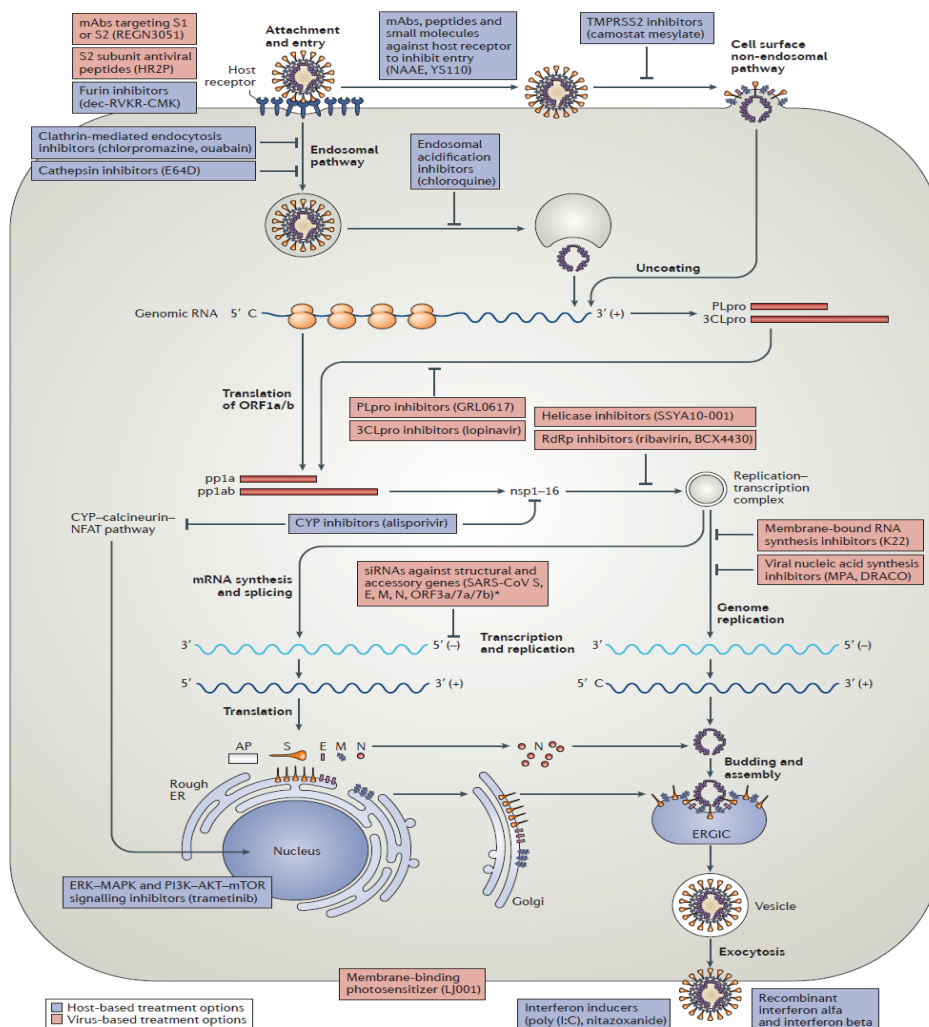 mAbs targeting S1
or S2 (REGN3051)
S2 subunit antiviral
peptides (HR2P)
Furin inhibitors
(dec-RVKR-CMK)
Attachment
and entry
Host
receptor
mAbs, peptides and
small molecules
against host receptor
to inhibit entry
(NAAE, YS110)
TMPRSS2 inhibitors
(camostat mesylate)
Cell surface
non-endosomal
pathway
Clathrin-mediated endocytosis
inhibitors (chlorpromazine, ouabain)
Cathepsin inhibitors (E64D)
Endosomal
pathway
Endosomal
acidification
inhibitors
(chloroquine)
Uncoating
Genomic RNA
5′ C
3′ (+)
PLpro
3CLpro
Translation
of ORF1a/b
PLpro inhibitors (GRL0617)
3CLpro inhibitors (lopinavir)
Helicase inhibitors (SSYA10-001)
RdRp inhibitors (ribavirin, BCX4430)
pp1a
pp1ab
nsp1–16
Replication–
transcription
complex
CYP–calcineurin–
NFAT pathway
CYP inhibitors (alisporivir)
Membrane-bound RNA
synthesis inhibitors (K22)
Viral nucleic acid synthesis
inhibitors (MPA, DRACO)
mRNA synthesis
and splicing
siRNAs against structural and
accessory genes (SARS-CoV S,
E, M, N, ORF3a/7a/7b)*
Genome
replication
3′
5′ (–)
Transcription
and replication
3′
5′ (–)
5′
3′ (+)
5′ C
3′ (+)
Translation
AP
S
E
M
N
N
Budding and
assembly
Rough
ER
Nucleus
Golgi
ERGIC
ERK–MAPK and PI3K–AKT–mTOR
signalling inhibitors (trametinib)
Vesicle
Exocytosis
Membrane-binding
photosensitizer (LJ001)
Interferon inducers
(poly (I:C), nitazoxanide)
Recombinant
interferon alfa
and interferon beta
Host-based treatment options
Virus-based treatment options